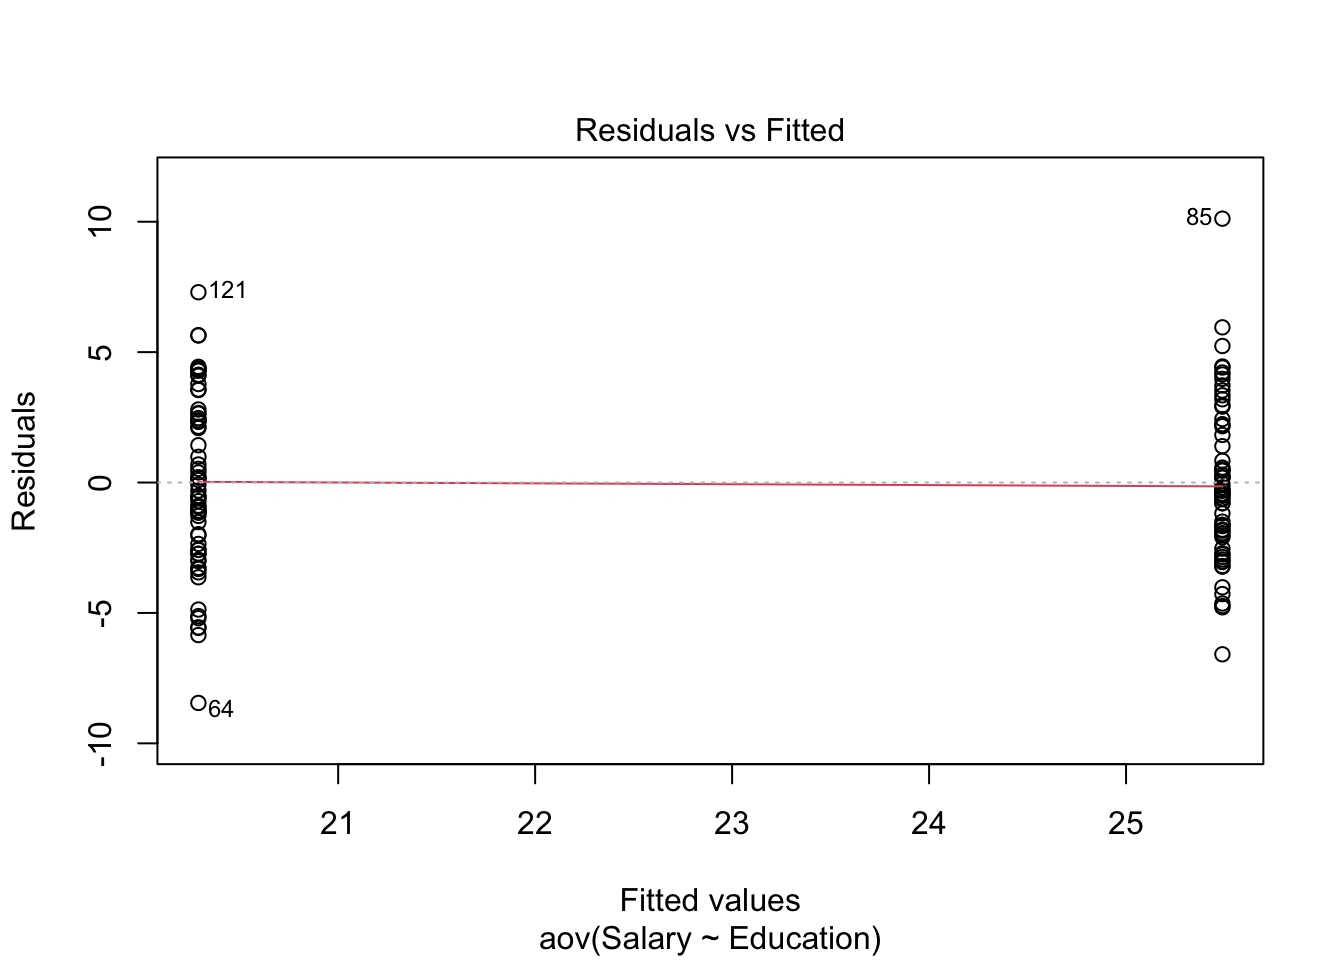 Residuals vs Fitted
10
5
0
-5
-10
Residuals
121
85
64
21 22 23 24 25
Fitted values
aov(Salary ~ Education)